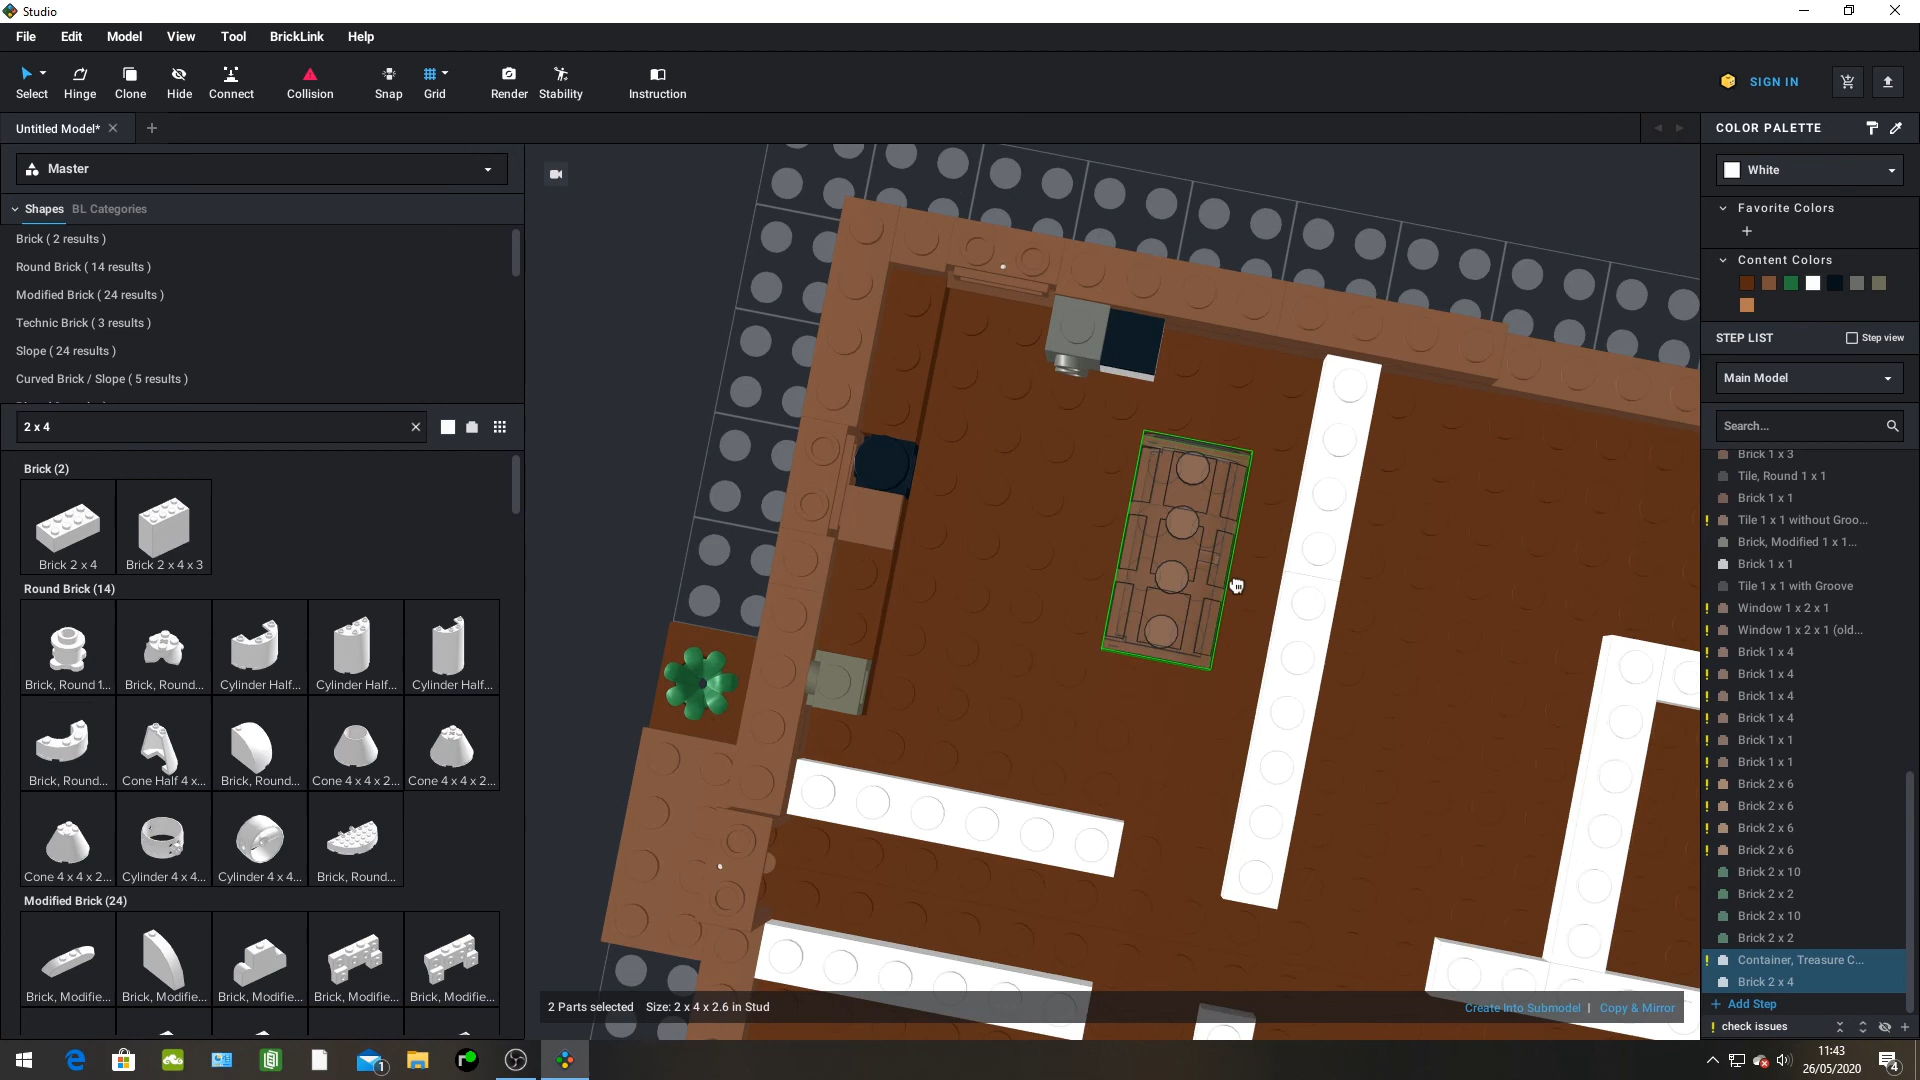 Studio
File Edit Model View Tool BrickLink Help
Select Hinge Clone Hide Connect Collision Snap Grid Render Stability Instruction SIGN IN
Untitled Model*
Master
Shapes BL Categories
Brick ( 2 results )
Round Brick ( 14 results )
Modified Brick ( 24 results )
Technic Brick ( 3 results )
Slope ( 24 results )
Curved Brick / Slope ( 5 results )
2 x 4
Brick (2)
Brick 2 x 4 Brick 2 x 4 x 3
Round Brick (14)
Brick, Round 1... Brick, Round... Cylinder Half... Cylinder Half... Cylinder Half...
Brick, Round... Cone Half 4 x... Brick, Round... Cone 4 x 4 x 2... Cone 4 x 4 x 2...
Cone 4 x 4 x 2... Cylinder 4 x 4... Cylinder 4 x 4... Brick, Round...
Modified Brick (24)
Brick, Modifie... Brick, Modifie... Brick, Modifie... Brick, Modifie... Brick, Modifie...
2 Parts selected Size: 2 x 4 x 2.6 in Stud
Create Into Submodel | Copy & Mirror
COLOR PALETTE
White
Favorite Colors
+
Content Colors
STEP LIST Step view
Main Model
Search...
Brick 1 x 3
Tile, Round 1 x 1
Brick 1 x 1
! Tile 1 x 1 without Groo...
Brick, Modified 1 x 1...
Brick 1 x 1
Tile 1 x 1 with Groove
! Window 1 x 2 x 1
! Window 1 x 2 x 1 (old...
! Brick 1 x 4
! Brick 1 x 4
! Brick 1 x 4
! Brick 1 x 4
! Brick 1 x 1
! Brick 1 x 1
! Brick 2 x 6
! Brick 2 x 6
! Brick 2 x 6
! Brick 2 x 6
Brick 2 x 10
Brick 2 x 2
Brick 2 x 10
Brick 2 x 2
! Container, Treasure C...
Brick 2 x 4
+ Add Step
! check issues
1
11:43
26/05/2020
4